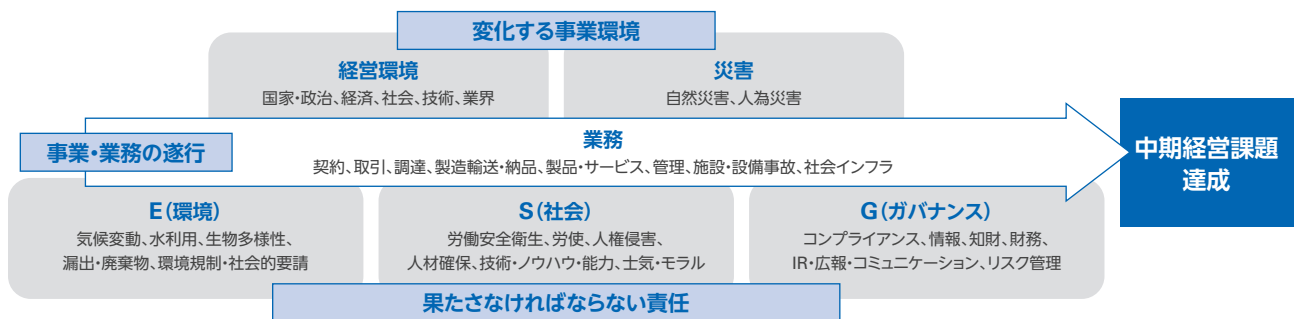 変化する事業環境
経営環境
国家・政治、経済、社会、技術、業界
災害
自然災害、人為災害
事業・業務の遂行
業務
契約、取引、調達、製造輸送・納品、製品・サービス、管理、施設・設備事故、社会インフラ
中期経営課題
達成
E(環境)
気候変動、水利用、生物多様性、
漏出・廃棄物、環境規制・社会的要請
S(社会)
労働安全衛生、労使、人権侵害、
人材確保、技術・ノウハウ・能力、士気・モラル
G(ガバナンス)
コンプライアンス、情報、知財、財務、
IR・広報・コミュニケーション、リスク管理
果たさなければならない責任